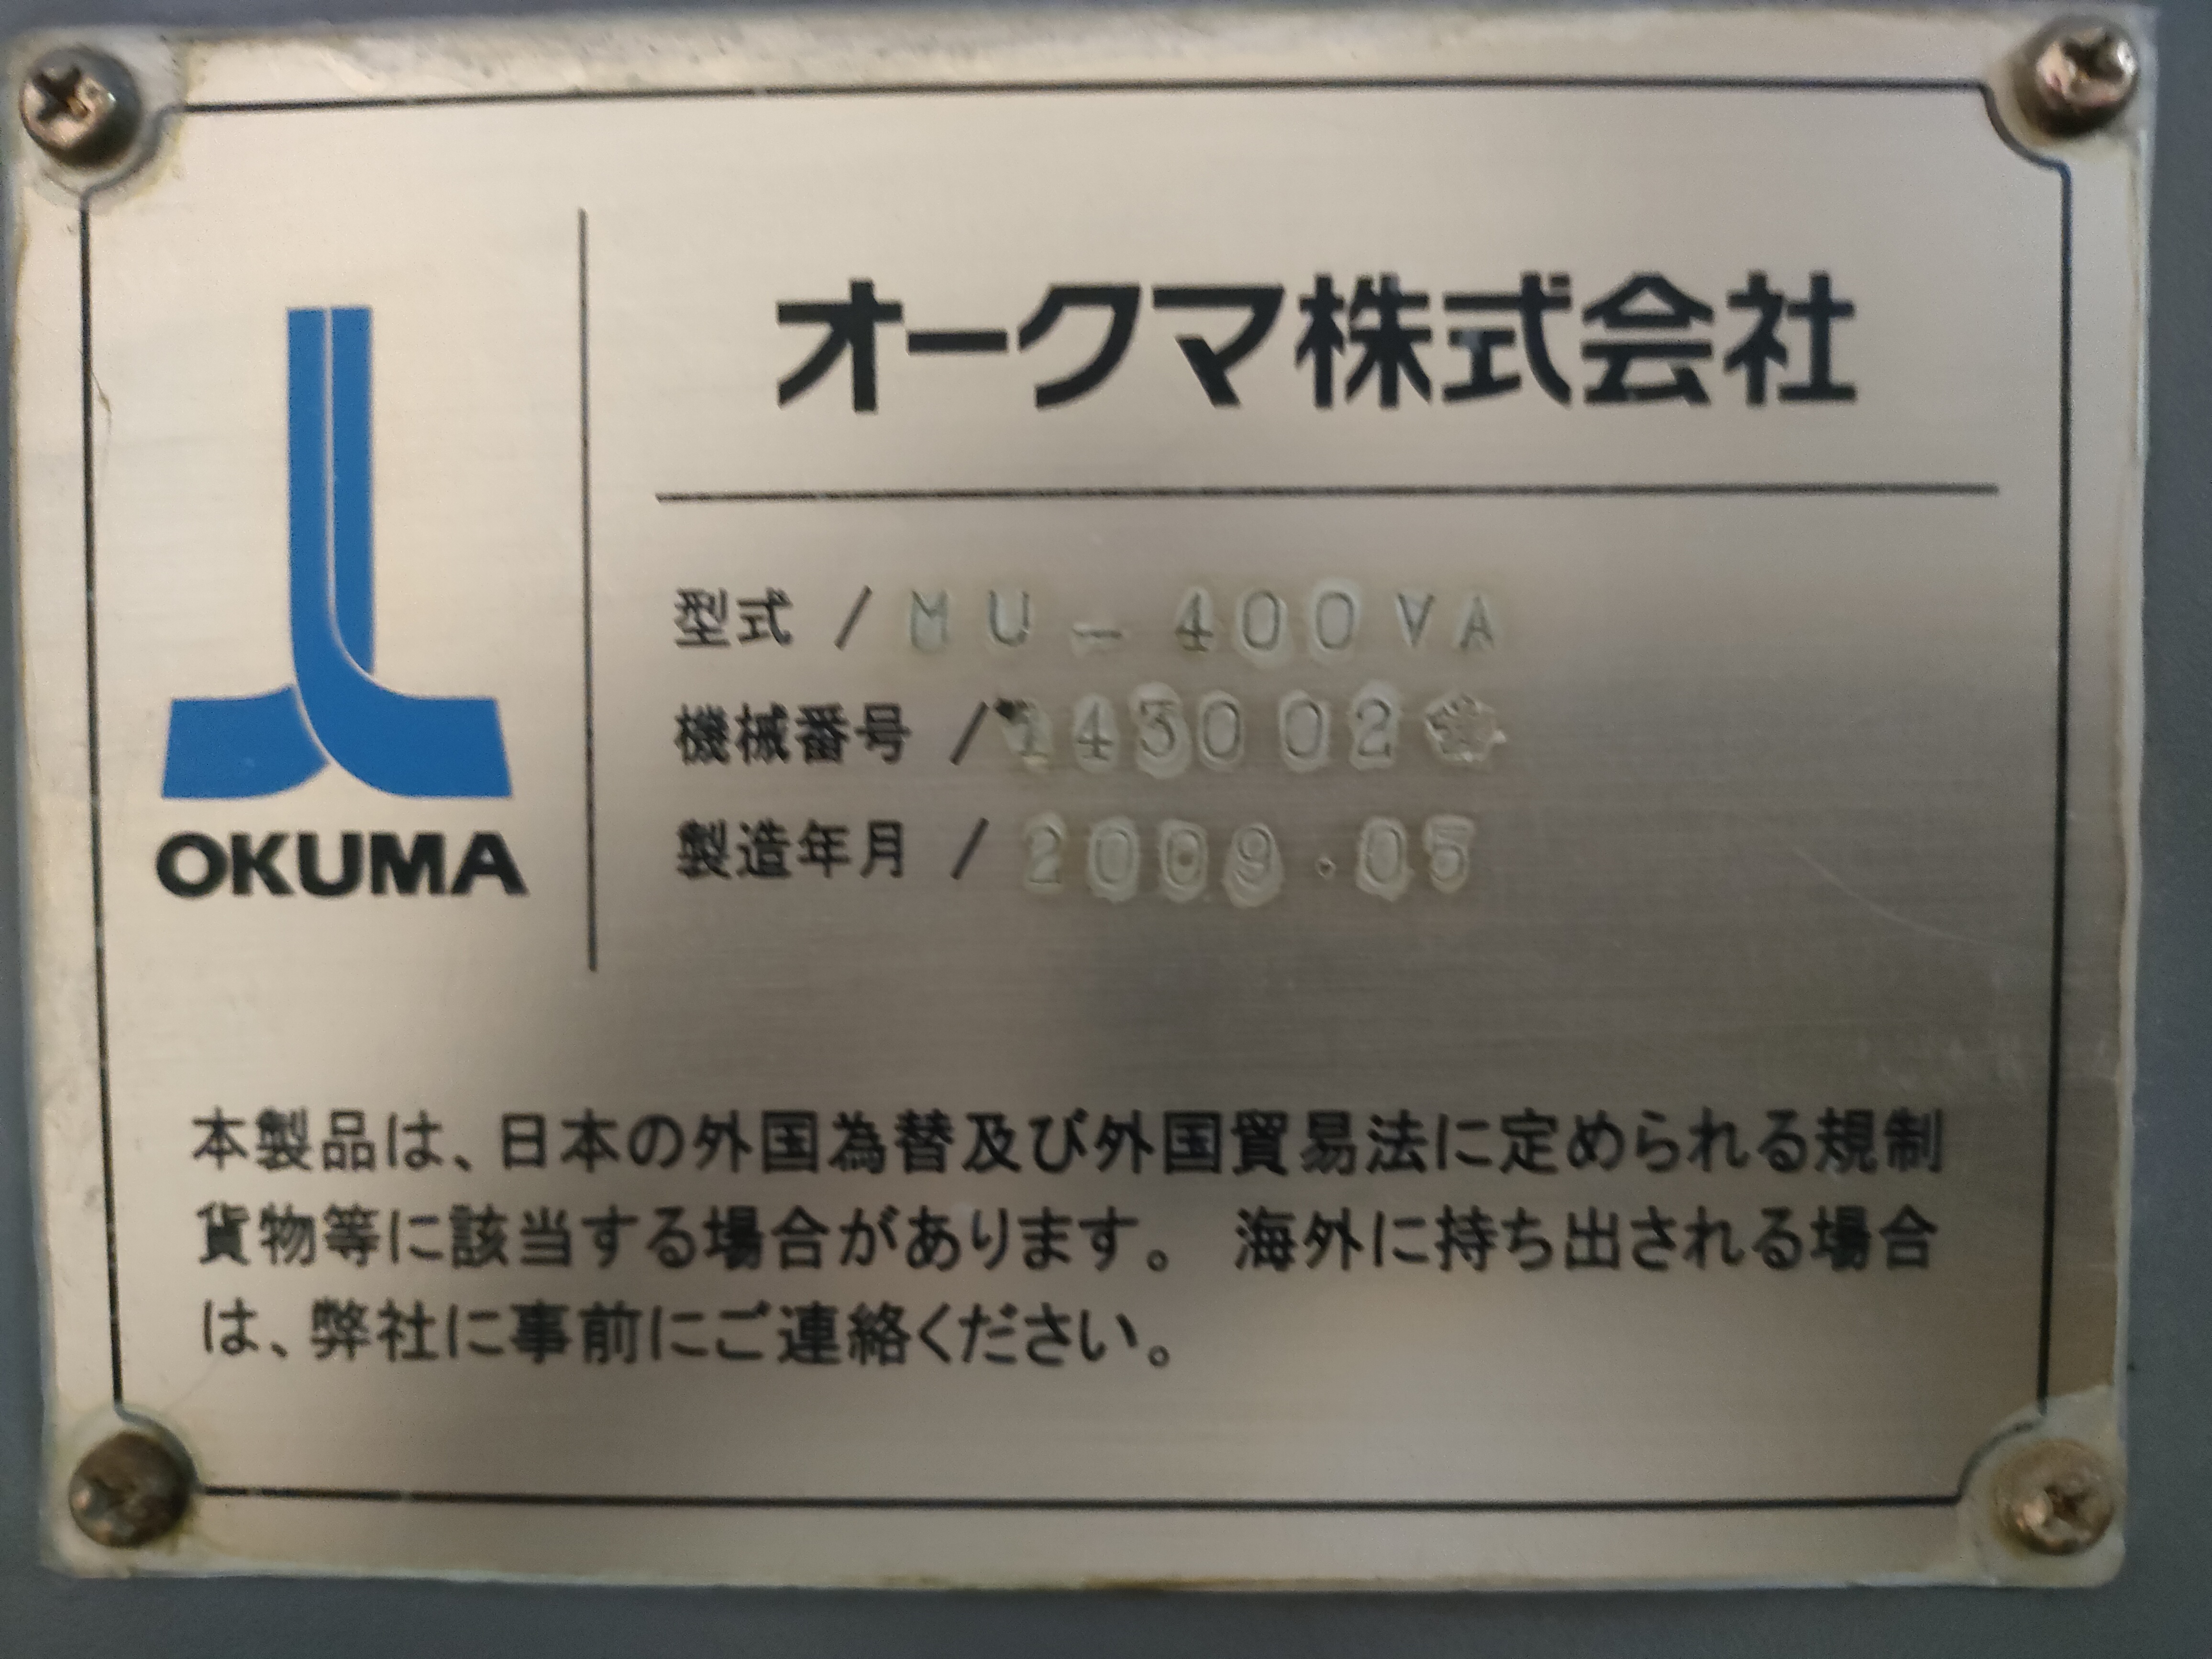 オークマ株式会社
型式 / MU-400VA
機械番号 / 143002
製造年月 / 2009.05
OKUMA
本製品は、日本の外国為替及び外国貿易法に定められる規制
貨物等に該当する場合があります。 海外に持ち出される場合
は、弊社に事前にご連絡ください。